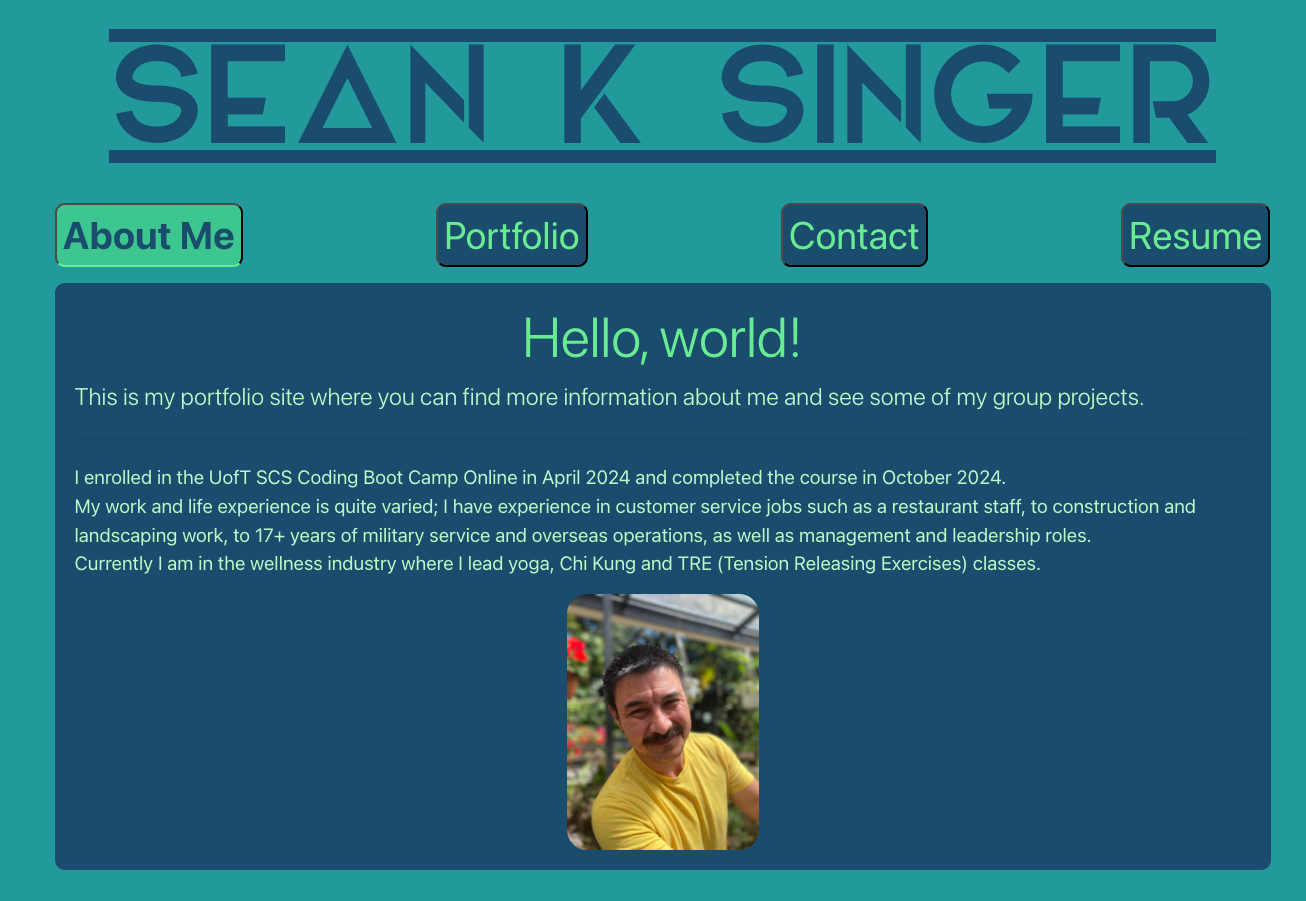 SEAN K SINGER
About Me
Portfolio
Contact
Resume
Hello, world!
This is my portfolio site where you can find more information about me and see some of my group projects.
I enrolled in the UofT SCS Coding Boot Camp Online in April 2024 and completed the course in October 2024.
My work and life experience is quite varied; I have experience in customer service jobs such as a restaurant staff, to construction and
landscaping work, to 17+ years of military service and overseas operations, as well as management and leadership roles.
Currently I am in the wellness industry where I lead yoga, Chi Kung and TRE (Tension Releasing Exercises) classes.